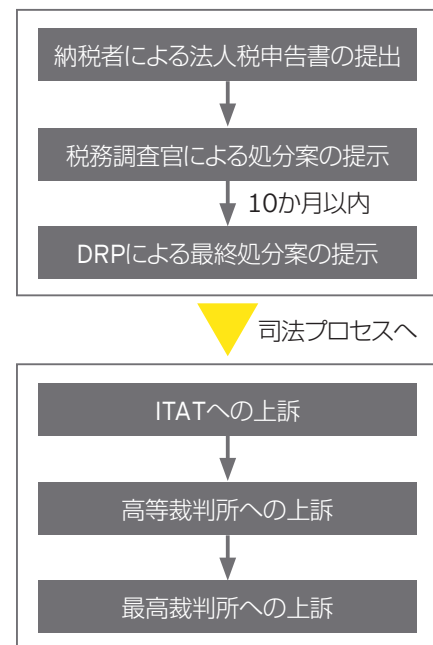 納税者による法人税申告書の提出
税務調査官による処分案の提示
10か月以内
DRPによる最終処分案の提示
司法プロセスへ
ITATへの上訴
高等裁判所への上訴
最高裁判所への上訴